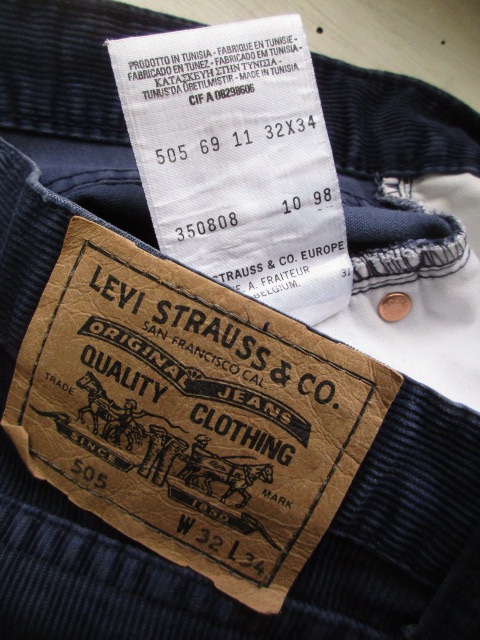 PRODOTTO IN TUNISIA - FABRIQUE EN TUNISIE -
FABRICADO EN TUNEZ - FABRICADO EM TUNISIA -
ΚΑΤΑΣΚΕΥΗ ΣΤΗΝ ΤΥΝΙΣΙΑ
TUNUS'DA ÜRETILMISTIR - MADE IN TUNISIA
CIF A 08298606
505 69 11 32X34
350808 10 98
STRAUSS & CO. EUROPE
A. FRAITEUR
BELGIUM.
LEVI STRAUSS & CO.
SAN FRANCISCO CAL.
ORIGINAL JEANS
QUALITY CLOTHING
TRADE MARK
SINCE
505
W 32 L 34